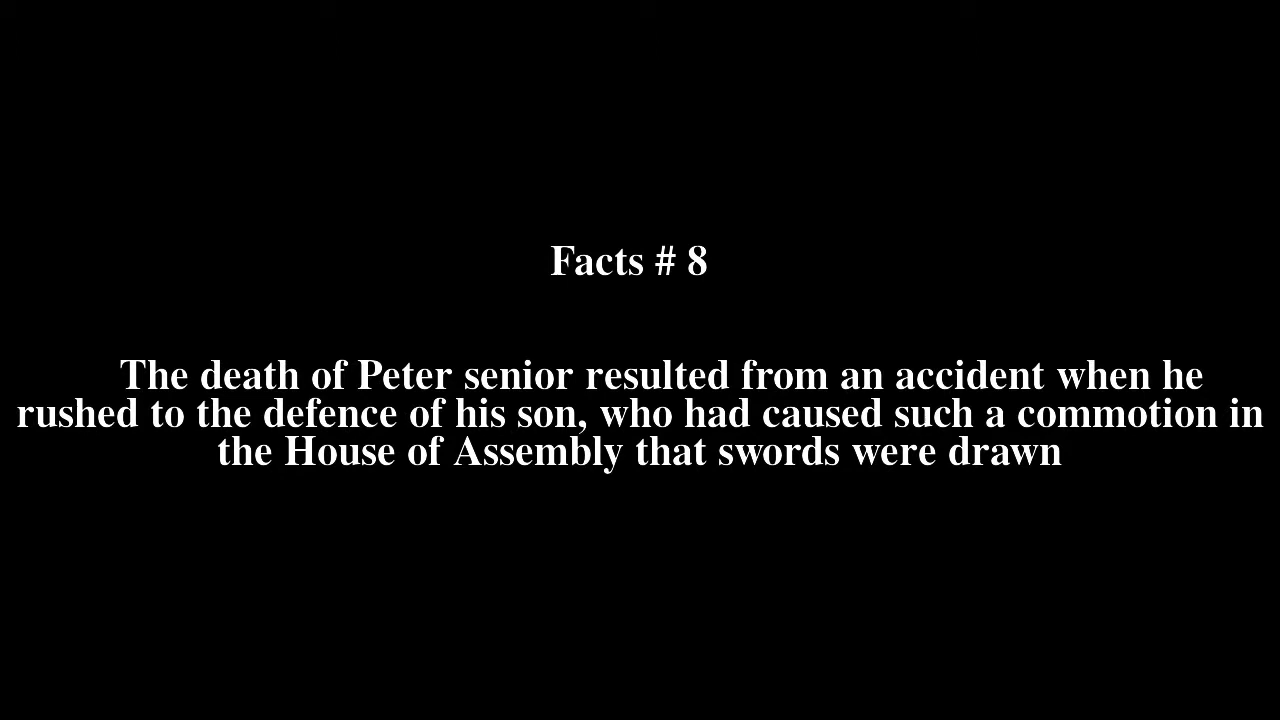 Facts # 8
The death of Peter senior resulted from an accident when he
rushed to the defence of his son, who had caused such a commotion in
the House of Assembly that swords were drawn